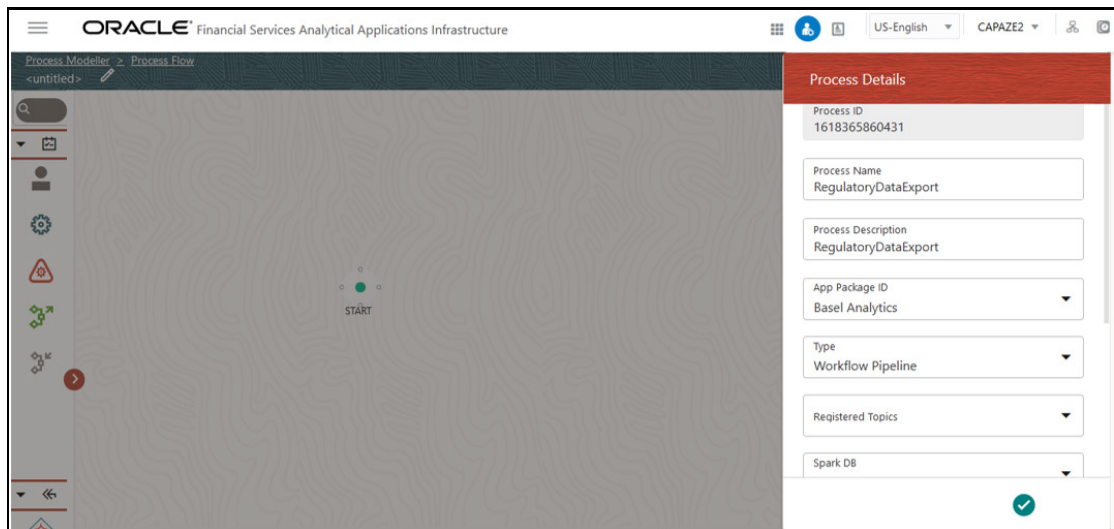 ORACLE® Financial Services Analytical Applications Infrastructure
US-English
CAPAZE2
Process Modeller > Process Flow
<untitled>
START
Process Details
Process ID
1618365860431
Process Name
RegulatoryDataExport
Process Description
RegulatoryDataExport
App Package ID
Basel Analytics
Type
Workflow Pipeline
Registered Topics
Spark DB